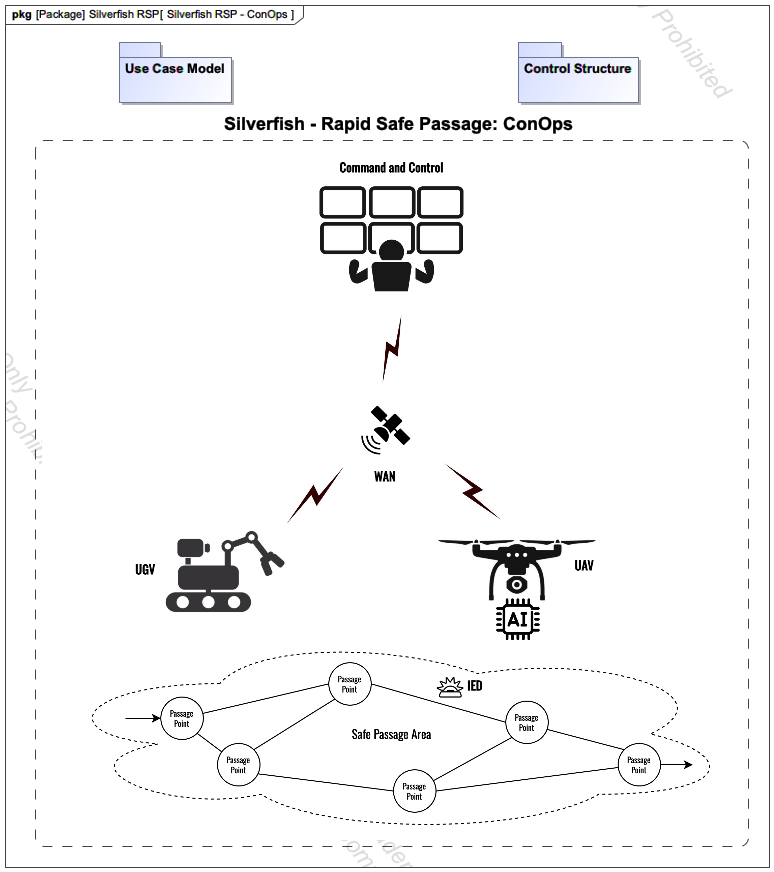 pkg [Package] Silverfish RSP[ Silverfish RSP - ConOps ]
Prohibited
Use Case Model
Control Structure
Silverfish - Rapid Safe Passage: ConOps
Command and Control
Only
WAN
UGV
UAV
AI
Passage
Point
IED
Passage
Point
Passage
Point
Safe Passage Area
Passage
Point
Passage
Point
Passage
Point